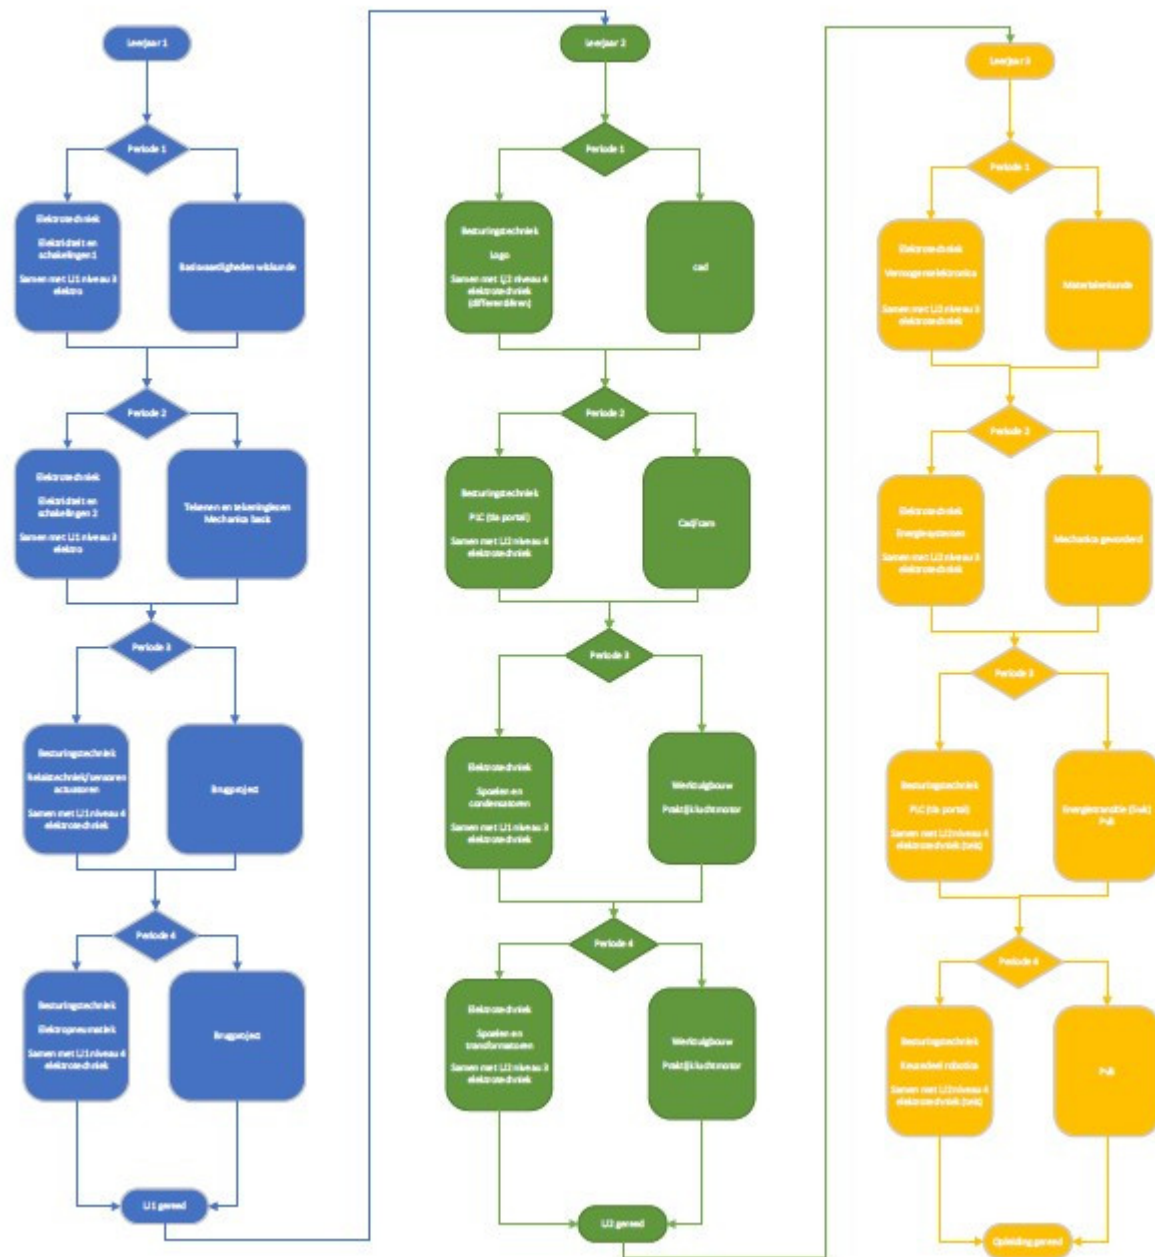 Leerjaar 1
Periode 1
Elektrotechniek
Elektriciteit en
schakelingen 1
Samen met LJ1 niveau 3
elektro
Basisvaardigheden wiskunde
Periode 2
Elektrotechniek
Elektriciteit en
schakelingen 2
Samen met LJ1 niveau 3
elektro
Tekenen en tekeninglezen
Mechanica basis
Periode 3
Besturingstechniek
Relaistechniek/sensoren
actuatoren
Samen met LJ1 niveau 4
elektrotechniek
Brugproject
Periode 4
Besturingstechniek
Elektropneumatiek
Samen met LJ1 niveau 4
elektrotechniek
Brugproject
LJ1 gereed
Leerjaar 2
Periode 1
Besturingstechniek
Logo
Samen met LJ2 niveau 4
elektrotechniek
(differentiëren)
cad
Periode 2
Besturingstechniek
PLC (tia portal)
Samen met LJ2 niveau 4
elektrotechniek
Cad/cam
Periode 3
Elektrotechniek
Spoelen en
condensatoren
Samen met LJ1 niveau 3
elektrotechniek
Werktuigbouw
Praktijk luchtmotor
Periode 4
Elektrotechniek
Spoelen en
transformatoren
Samen met LJ2 niveau 3
elektrotechniek
Werktuigbouw
Praktijk luchtmotor
LJ2 gereed
Leerjaar 3
Periode 1
Elektrotechniek
Vermogenselektronica
Samen met LJ2 niveau 3
elektrotechniek
Materialenkunde
Periode 2
Elektrotechniek
Energiesystemen
Samen met LJ2 niveau 3
elektrotechniek
Mechanica gevorderd
Periode 3
Besturingstechniek
PLC (tia portal)
Samen met LJ2 niveau 4
elektrotechniek
Energietransitie
PvB
Periode 4
Besturingstechniek
Keuzedeel robotica
Samen met LJ2 niveau 4
elektrotechniek
PvB
Opleiding gereed